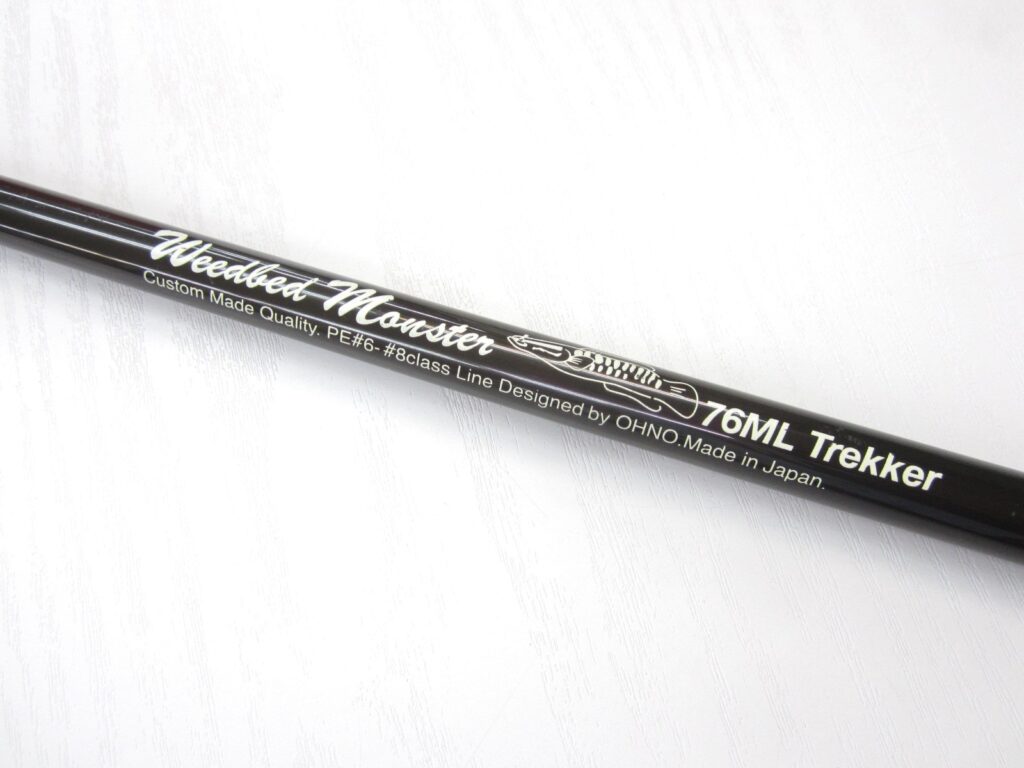 Weedbed Monster 76ML Trekker
Custom Made Quality. PE#6-#8class Line Designed by OHNO.Made in Japan.